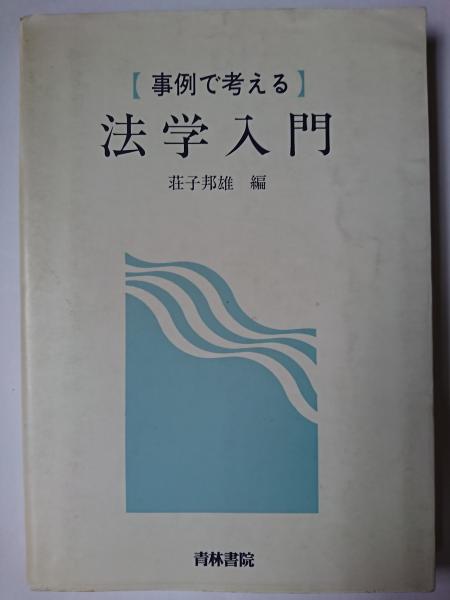 【事例で考える】
法学入門
荘子邦雄 編
青林書院